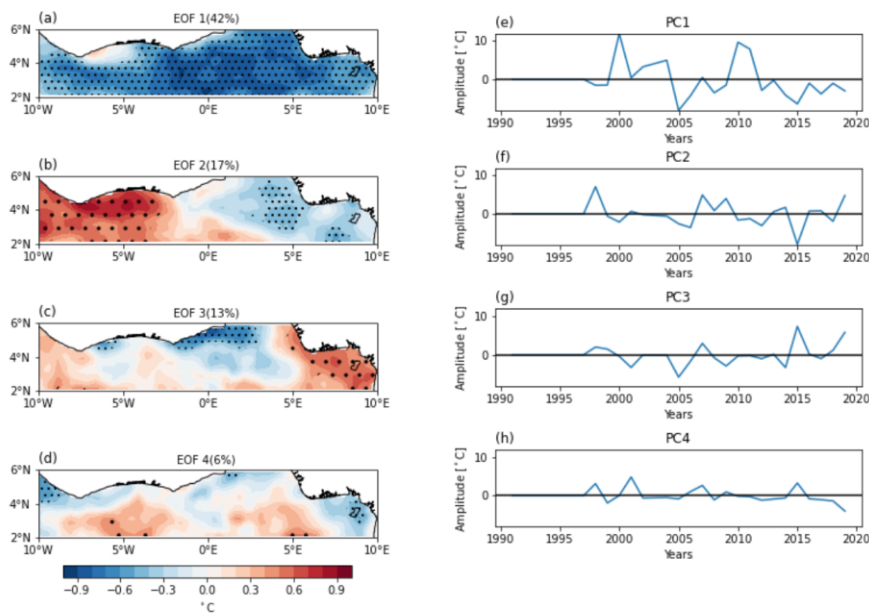 (a)
EOF 1(42%)
6°N
4°N
2°N
10°W
5°W
0°E
5°E
10°E
(b)
EOF 2(17%)
6°N
4°N
2°N
10°W
5°W
0°E
5°E
10°E
(c)
EOF 3(13%)
6°N
4°N
2°N
10°W
5°W
0°E
5°E
10°E
(d)
EOF 4(6%)
6°N
4°N
2°N
10°W
5°W
0°E
5°E
10°E
−0.9
−0.6
−0.3
0.0
0.3
0.6
0.9
°C
(e)
PC1
Amplitude [°C]
10
0
1990
1995
2000
2005
2010
2015
2020
Years
(f)
PC2
Amplitude [°C]
10
0
1990
1995
2000
2005
2010
2015
2020
Years
(g)
PC3
Amplitude [°C]
10
0
1990
1995
2000
2005
2010
2015
2020
Years
(h)
PC4
Amplitude [°C]
10
0
1990
1995
2000
2005
2010
2015
2020
Years